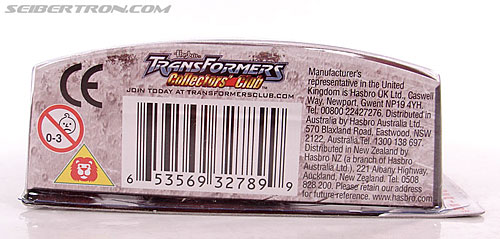 SEIBERTRON.COM
Hasbro
TRANSFORMERS
Collectors' Club
JOIN TODAY AT TRANSFORMERSCLUB.COM
CE
0-3
6 53569 32789 9
Manufacturer's
representative in the United
Kingdom is Hasbro UK Ltd., Caswell
Way, Newport, Gwent NP19 4YH.
Tel. 00800 22427276. Distributed in
Australia by Hasbro Australia Ltd.,
570 Blaxland Road, Eastwood, NSW
2122, Australia. Tel. 1300 138 697.
Distributed in New Zealand by
Hasbro NZ (a branch of Hasbro
Australia Ltd.), 221 Albany Highway,
Auckland, New Zealand. Tel. 0508
828 200. Please retain our address
for future reference. www.hasbro.com